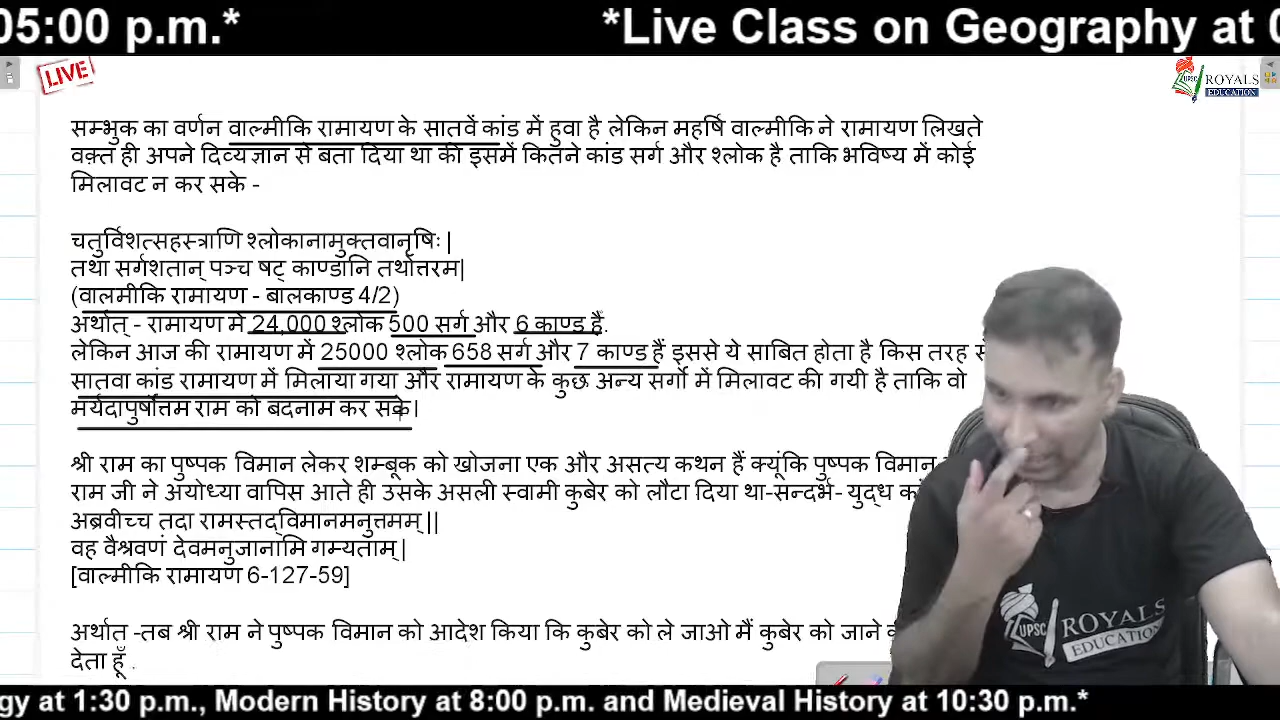 05:00 p.m.* *Live Class on Geography at
LIVE
UPSC ROYALS
EDUCATION
सम्भुक का वर्णन वाल्मीकि रामायण के सातवें कांड में हुवा है लेकिन महर्षि वाल्मीकि ने रामायण लिखते
वक़्त ही अपने दिव्यज्ञान से बता दिया था की इसमें कितने कांड सर्ग और श्लोक है ताकि भविष्य में कोई
मिलावट न कर सके -
चतुर्विशत्सहस्त्राणि श्लोकानामुक्तवानृषिः |
तथा सर्गशतान् पञ्च षट् काण्डानि तथोत्तरम|
(वालमीकि रामायण - बालकाण्ड 4/2)
अर्थात् - रामायण मे 24,000 श्लोक 500 सर्ग और 6 काण्ड हैं.
लेकिन आज की रामायण में 25000 श्लोक 658 सर्ग और 7 काण्ड हैं इससे ये साबित होता है किस तरह
सातवा कांड रामायण में मिलाया गया और रामायण के कुछ अन्य सर्गो में मिलावट की गयी है ताकि वो
मर्यदापुर्षोत्तम राम को बदनाम कर सके|
श्री राम का पुष्पक विमान लेकर शम्बूक को खोजना एक और असत्य कथन हैं क्यूंकि पुष्पक विमान
राम जी ने अयोध्या वापिस आते ही उसके असली स्वामी कुबेर को लौटा दिया था-सन्दर्भ- युद्ध
अब्रवीच्च तदा रामस्तद्विमानमनुत्तमम् ||
वह वैश्रवणं देवमनुजानामि गम्यताम् |
[वाल्मीकि रामायण 6-127-59]
अर्थात -तब श्री राम ने पुष्पक विमान को आदेश किया कि कुबेर को ले जाओ मैं कुबेर को जाने
देता हूँ .
UPSC ROYALS
EDUCATION
gy at 1:30 p.m., Modern History at 8:00 p.m. and Medieval History at 10:30 p.m.*